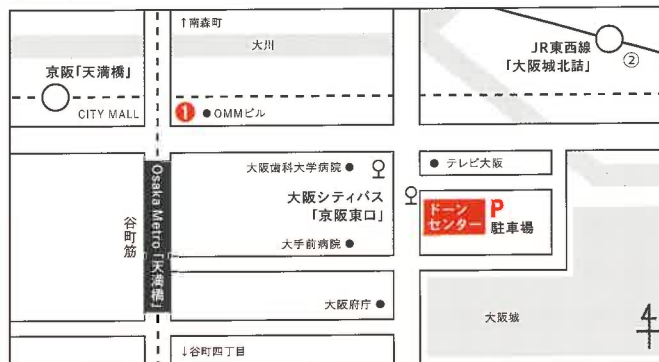 ↑南森町
大川
JR東西線
「大阪城北詰」
②
京阪「天満橋」
CITY MALL
1 ●OMMビル
大阪歯科大学病院●
●テレビ大阪
大阪シティバス
「京阪東口」
ドーン
センター
P
駐車場
谷町筋
Osaka Metro「天満橋」
大手前病院●
大阪府庁●
大阪城
4
↓谷町四丁目